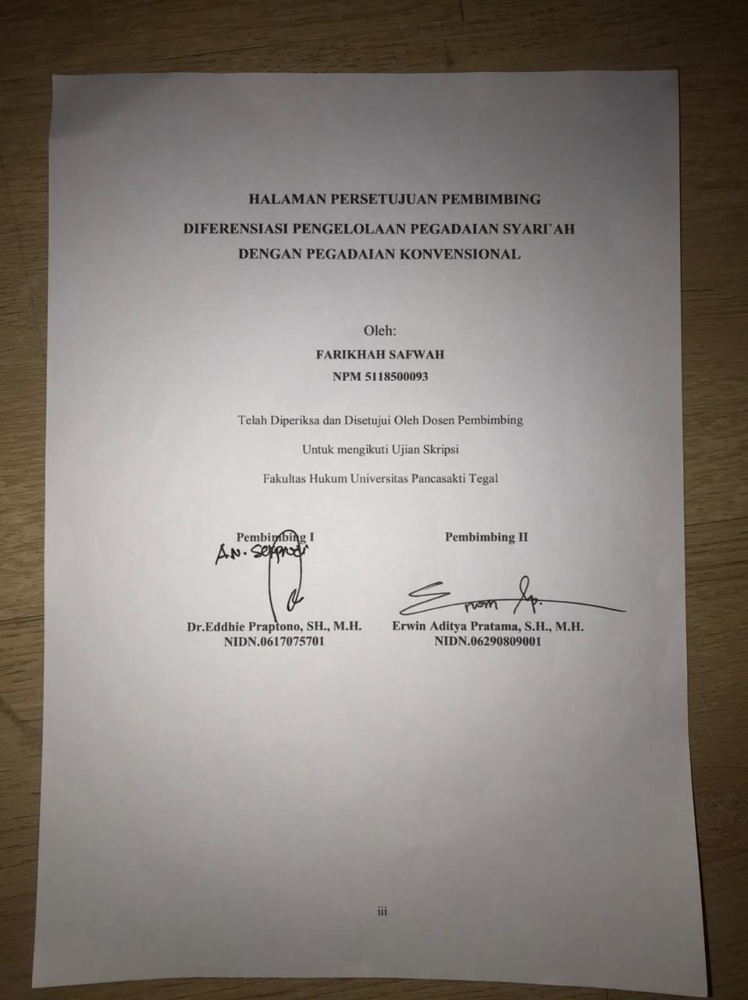 HALAMAN PERSETUJUAN PEMBIMBING
DIFERENSIASI PENGELOLAAN PEGADAIAN SYARI`AH
DENGAN PEGADAIAN KONVENSIONAL
Oleh:
FARIKHAH SAFWAH
NPM 5118500093
Telah Diperiksa dan Disetujui Oleh Dosen Pembimbing
Untuk mengikuti Ujian Skripsi
Fakultas Hukum Universitas Pancasakti Tegal
Pembimbing I
A.N. Sekprodi
Dr.Eddhie Praptono, SH., M.H.
NIDN.0617075701
Pembimbing II
Erwin Aditya Pratama, S.H., M.H.
NIDN.06290809001
iii